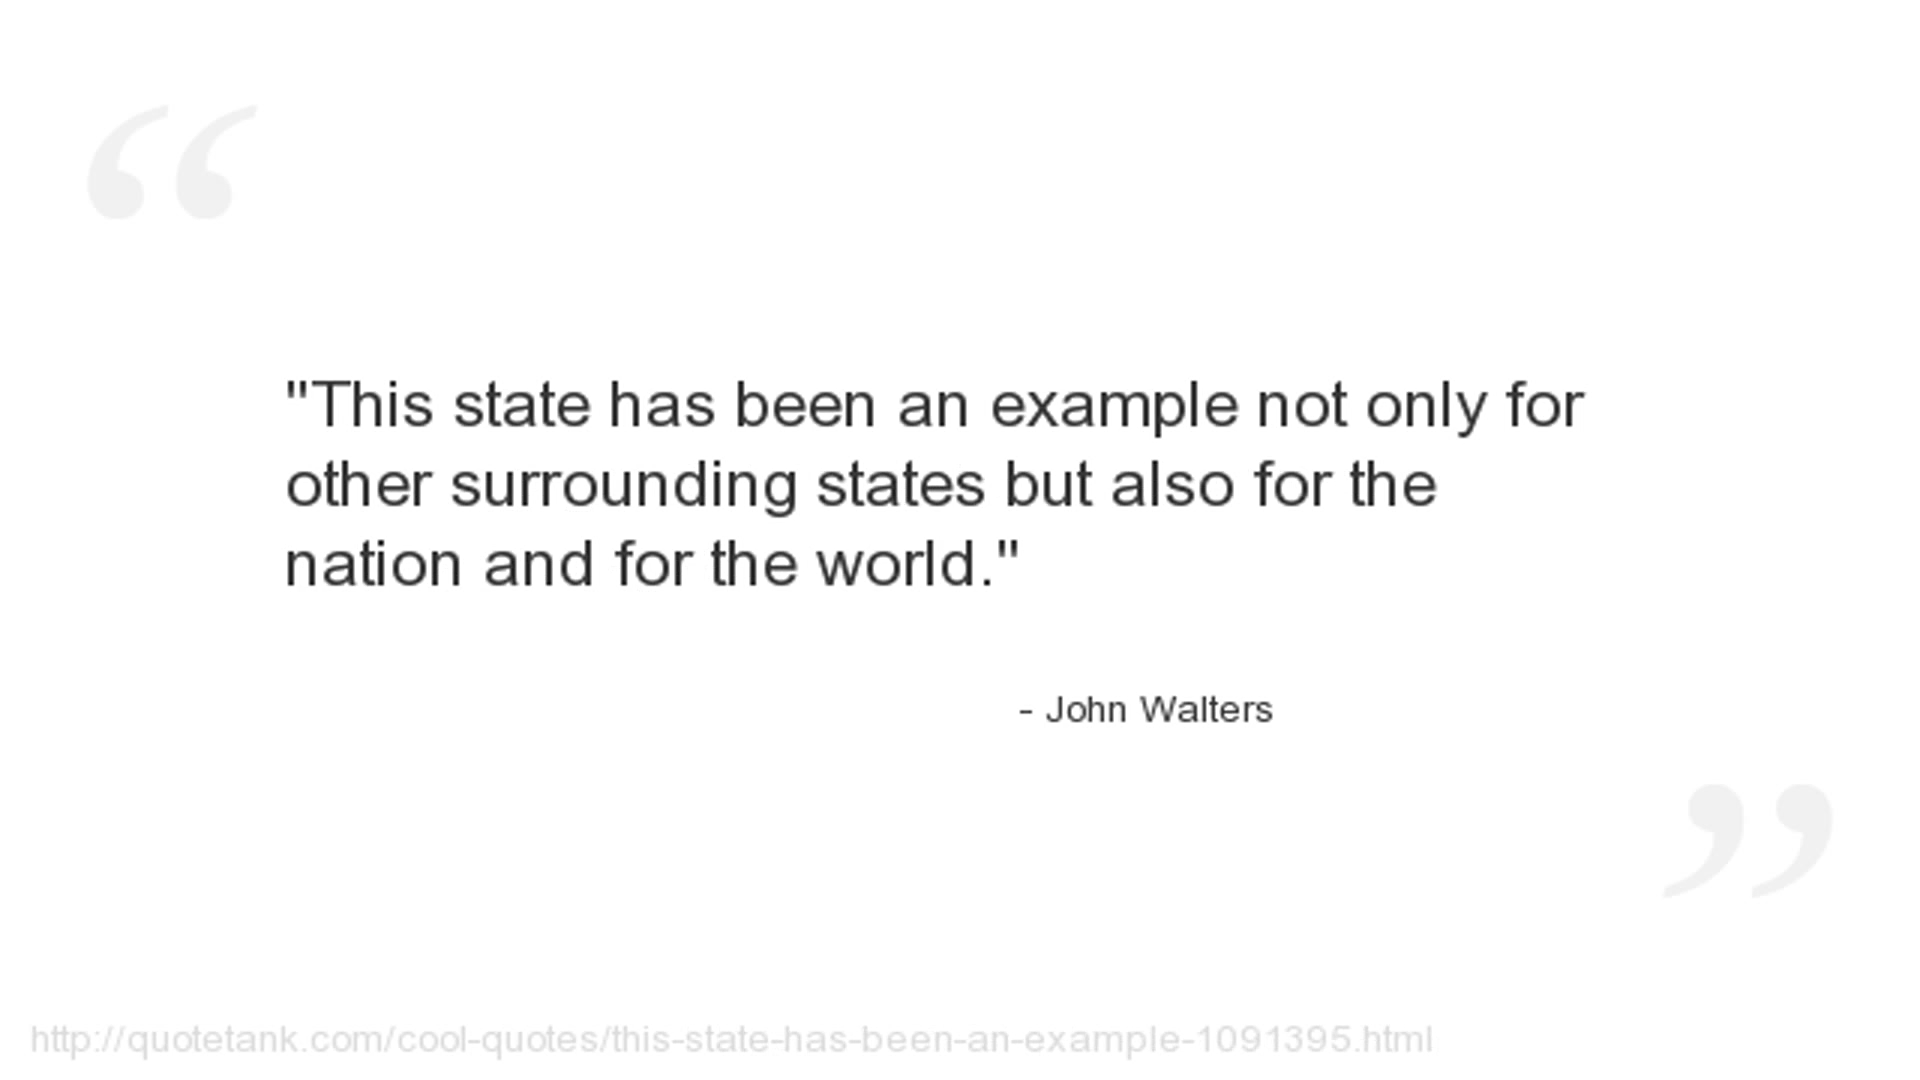 "This state has been an example not only for
other surrounding states but also for the
nation and for the world."
- John Walters
http://quotetank.com/cool-quotes/this-state-has-been-an-example-1091395.html